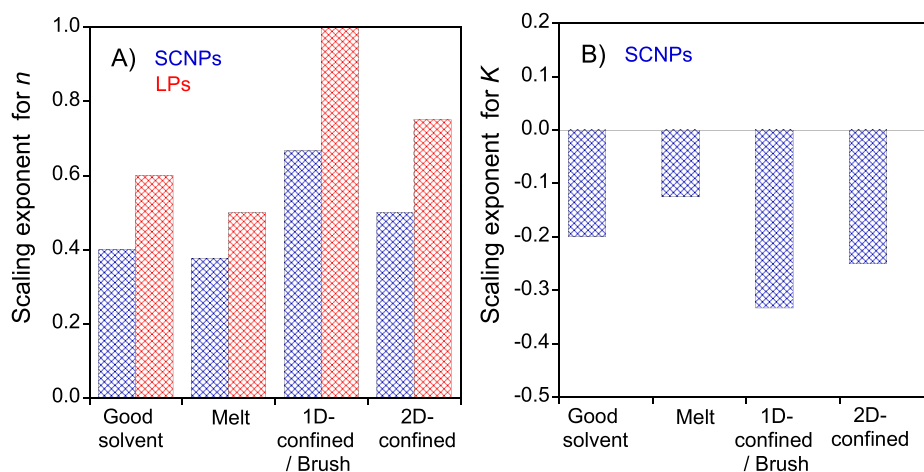 A)
SCNPs
LPs
Scaling exponent for n
1.0
0.8
0.6
0.4
0.2
0.0
Good
solvent
Melt
1D-
confined
/ Brush
2D-
confined
B)
SCNPs
Scaling exponent for K
0.2
0.1
0.0
-0.1
-0.2
-0.3
-0.4
-0.5
Good
solvent
Melt
1D-
confined
/ Brush
2D-
confined